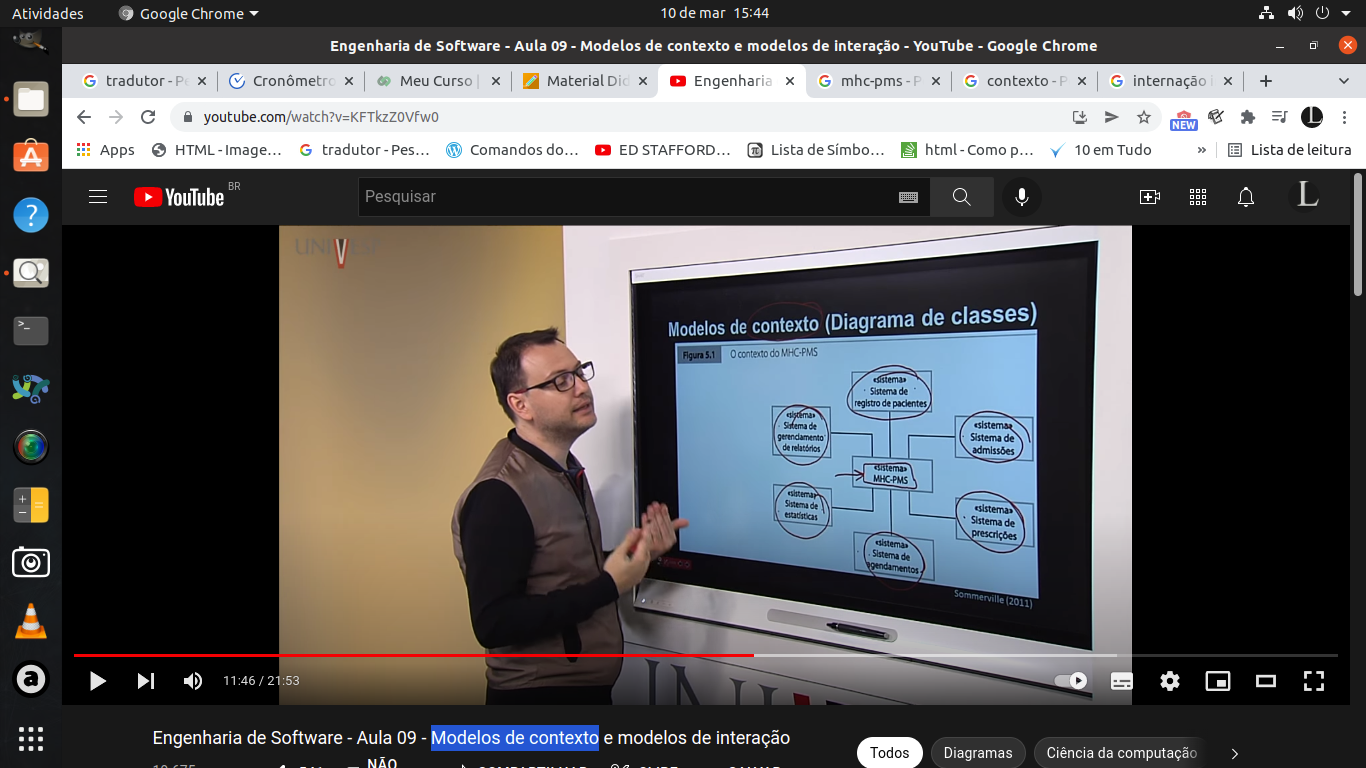 Atividades
Google Chrome
10 de mar 15:44
Engenharia de Software - Aula 09 - Modelos de contexto e modelos de interação - YouTube - Google Chrome
tradutor - Pe
Cronômetro
Meu Curso |
Material Did
Engenharia
mhc-pms - P
contexto - P
internação i
youtube.com/watch?v=KFTkzZ0Vfw0
NEW
L
Apps
HTML - Image…
tradutor - Pes…
Comandos do…
ED STAFFORD…
Lista de Símbo…
html - Como p…
10 em Tudo
»
Lista de leitura
YouTube BR
Pesquisar
L
UNIVESP
Modelos de contexto (Diagrama de classes)
Figura 5.1 O contexto do MHC-PMS
«sistema»
Sistema de
registro de pacientes
«sistema»
Sistema de
gerenciamento
de relatórios
«sistema»
Sistema de
admissões
«sistema»
MHC-PMS
«sistema»
Sistema de
estatísticas
«sistema»
Sistema de
prescrições
«sistema»
Sistema de
agendamentos
Sommerville (2011)
11:46 / 21:53
Engenharia de Software - Aula 09 - Modelos de contexto e modelos de interação
Todos
Diagramas
Ciência da computação
NÃO